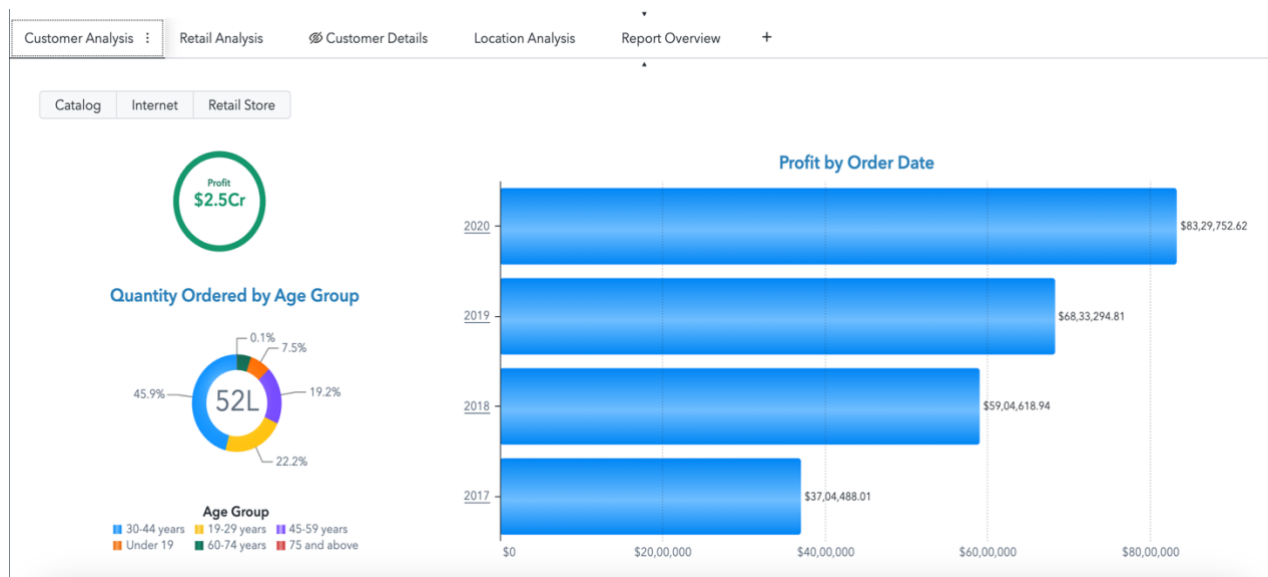 Customer Analysis
Retail Analysis
Customer Details
Location Analysis
Report Overview
+
Catalog
Internet
Retail Store
Profit
$2.5Cr
Quantity Ordered by Age Group
0.1%
7.5%
45.9%
52L
19.2%
22.2%
Age Group
30-44 years
19-29 years
45-59 years
Under 19
60-74 years
75 and above
Profit by Order Date
2020
$83,29,752.62
2019
$68,33,294.81
2018
$59,04,618.94
2017
$37,04,488.01
$0
$20,00,000
$40,00,000
$60,00,000
$80,00,000